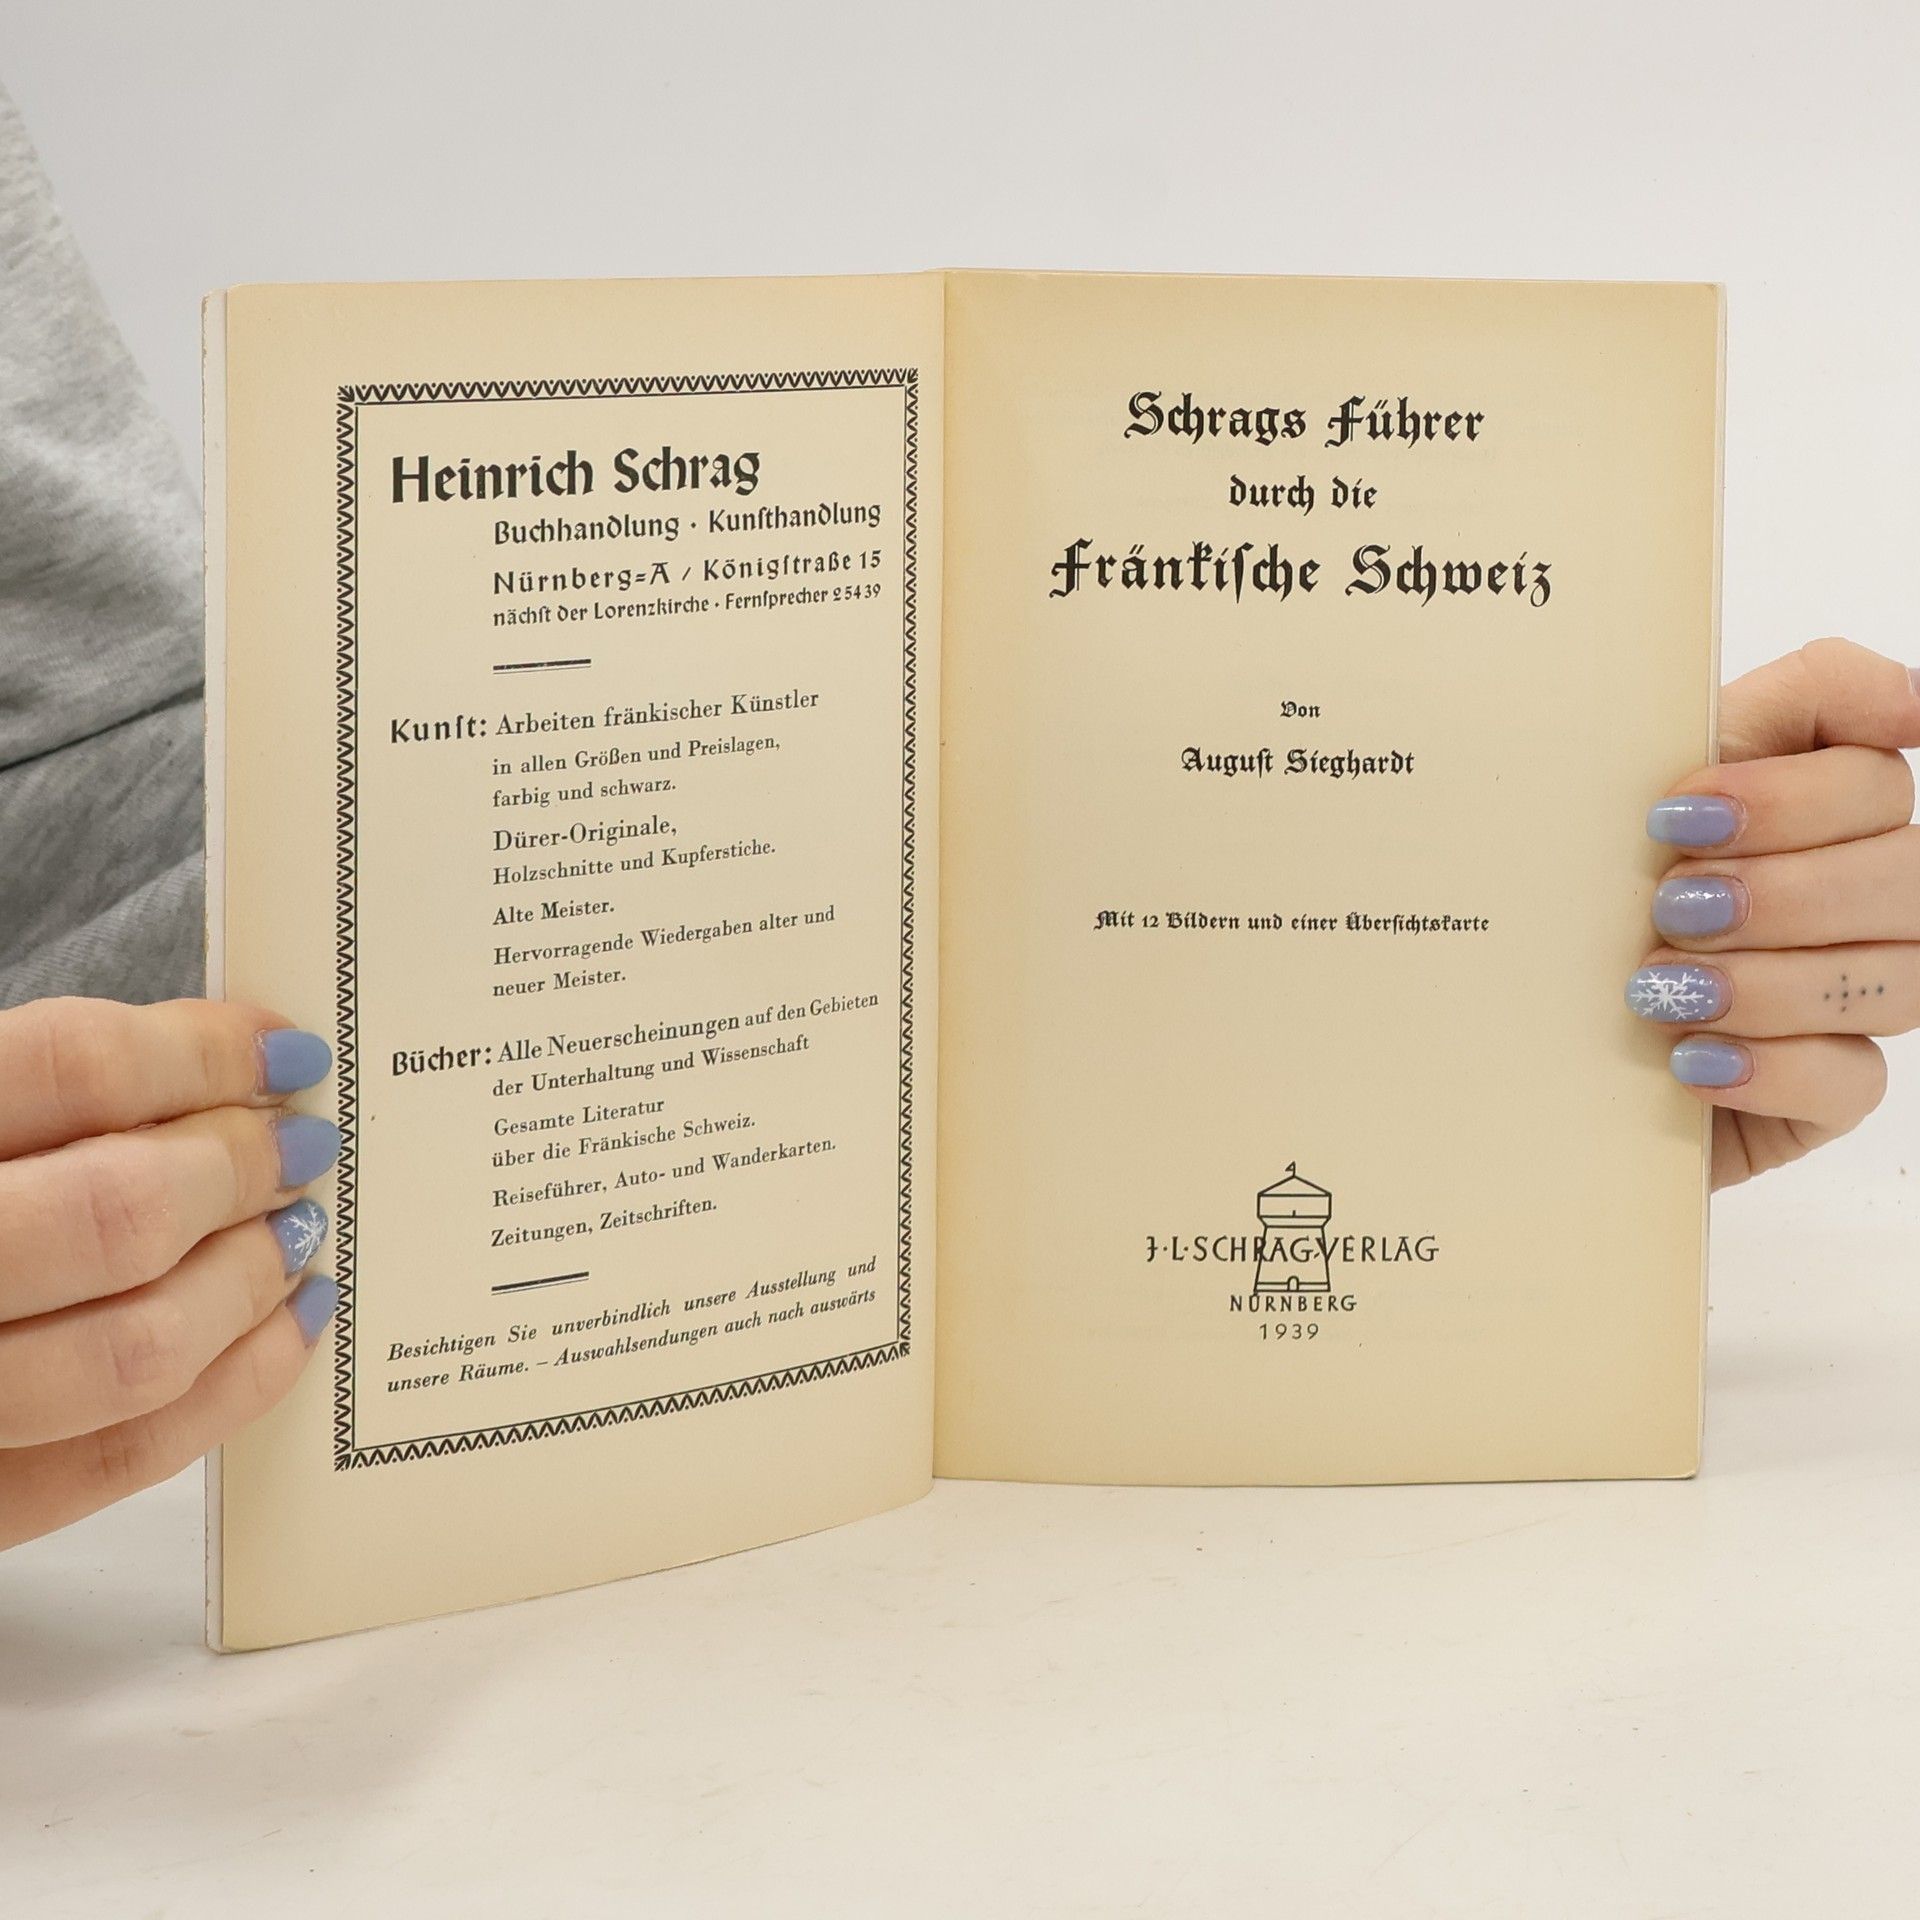 Heinrich Schrag
Buchhandlung · Kunſthandlung
Nürnberg=A / Königſtraße 15
nächſt der Lorenzkirche · Fernſprecher 25439
Kunſt: Arbeiten fränkischer Künstler
in allen Größen und Preislagen,
farbig und schwarz.
Dürer-Originale,
Holzschnitte und Kupferstiche.
Alte Meister.
Hervorragende Wiedergaben alter und
neuer Meister.
Bücher: Alle Neuerscheinungen auf den Gebieten
der Unterhaltung und Wissenschaft
Gesamte Literatur
über die Fränkische Schweiz.
Reiseführer, Auto- und Wanderkarten.
Zeitungen, Zeitschriften.
Besichtigen Sie unverbindlich unsere Ausstellung und
unsere Räume. – Auswahlsendungen auch nach auswärts
Schrags Führer
durch die
Fränkiſche Schweiz
Von
Auguſt Sieghardt
Mit 12 Bildern und einer Überſichtskarte
J·L·SCHRAG-VERLAG
NÜRNBERG
1939